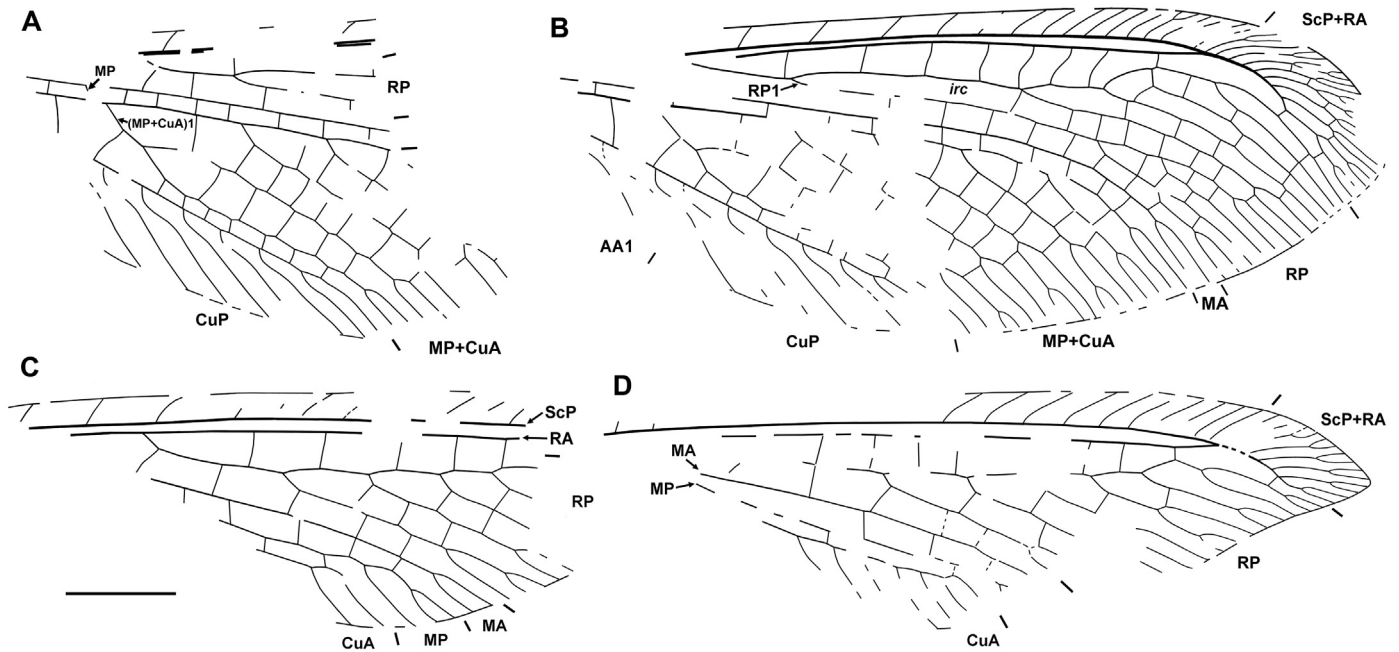 A
MP
RP
(MP+CuA)1
CuP
MP+CuA
B
ScP+RA
RP1
irc
AA1
RP
MA
CuP
MP+CuA
C
ScP
RA
RP
MA
MP
CuA
D
ScP+RA
MA
MP
RP
CuA